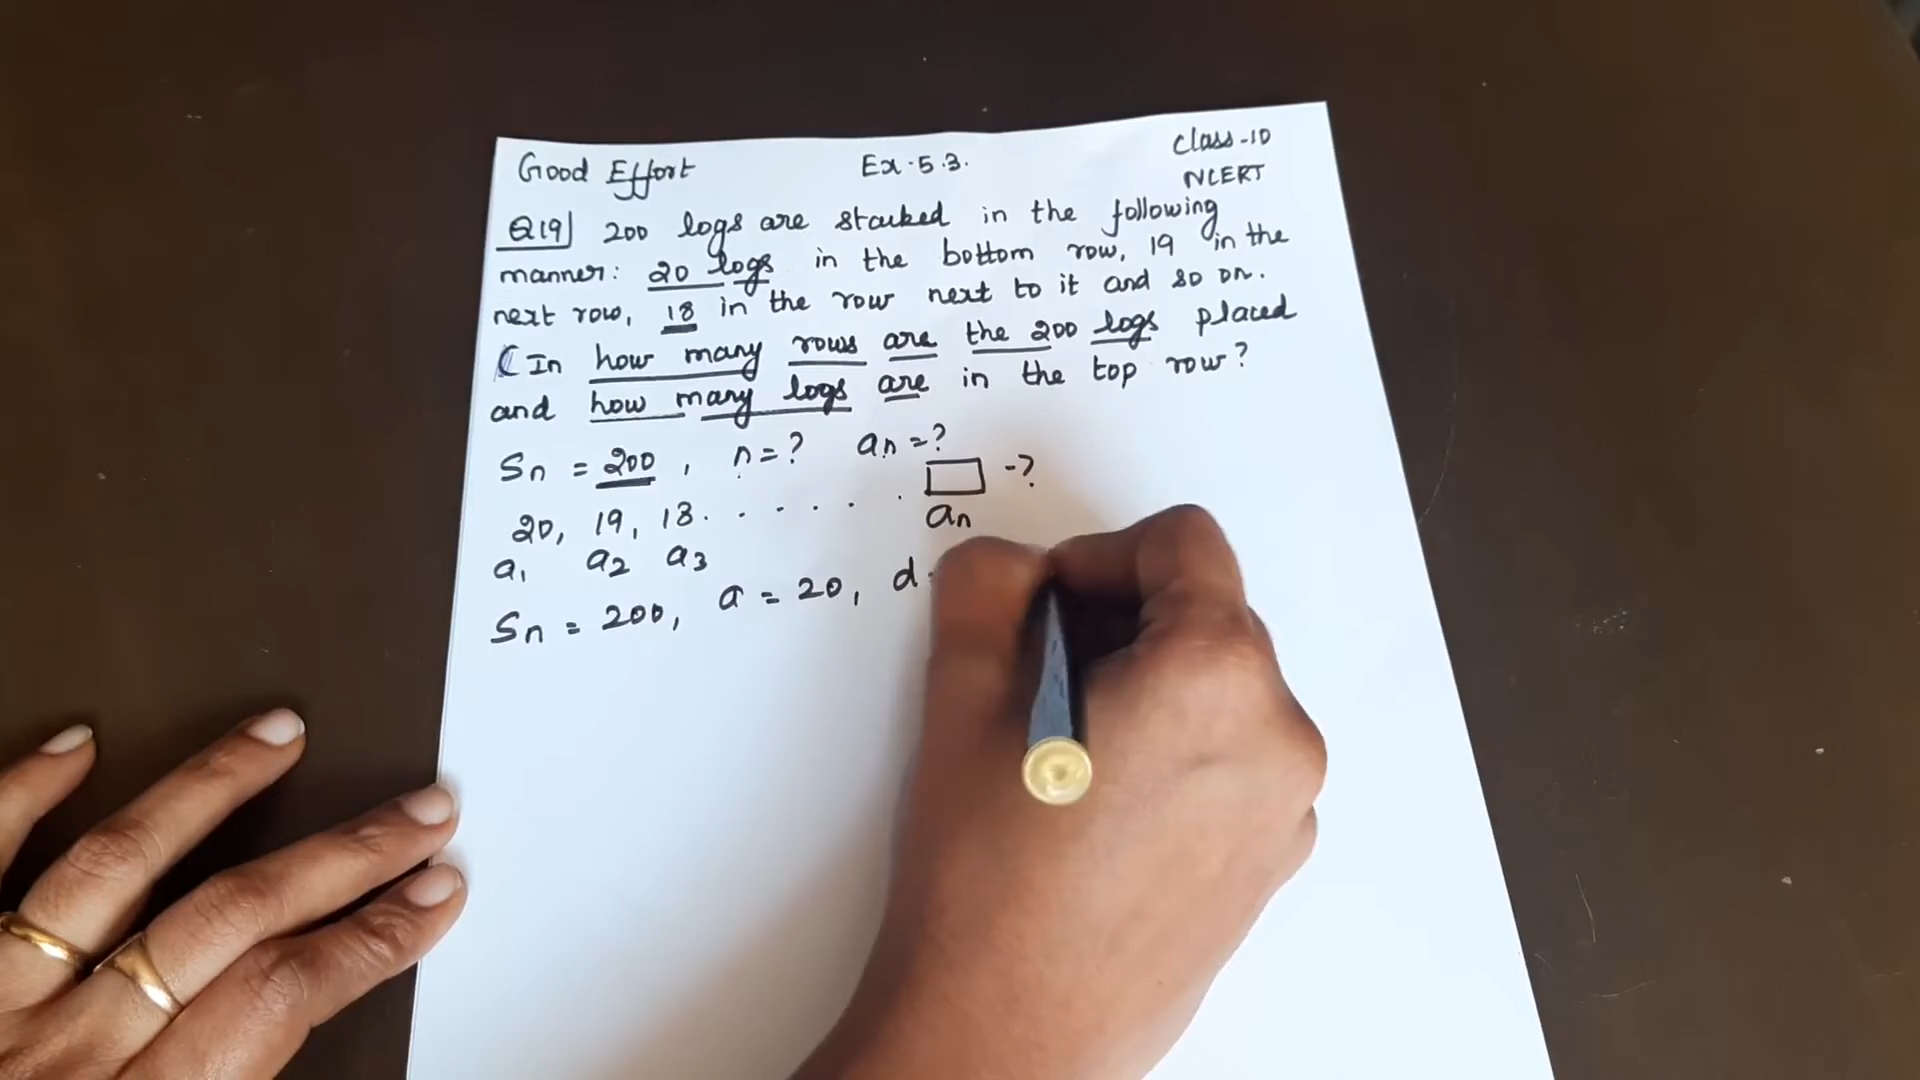 Good Effort Ex.5.3. Class-10
NCERT
Q19] 200 logs are stacked in the following
manner: 20 logs in the bottom row, 19 in the
next row, 18 in the row next to it and so on.
(In how many rows are the 200 logs placed
and how many logs are in the top row?
Sn = 200, n=? an=?
20, 19, 18. . . . . . . -?
a1 a2 a3 an
Sn = 200, a = 20, d